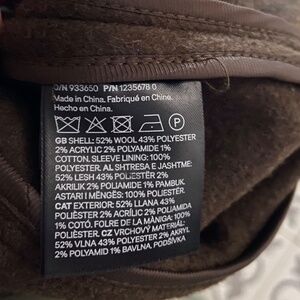 O/N 933650 P/N 1235678 0
Made in China. Fabriqué en Chine.
Hecho en China.
P
GB SHELL: 52% WOOL 43% POLYESTER
2% ACRYLIC 2% POLYAMIDE 1%
COTTON. SLEEVE LINING: 100%
POLYESTER. AL SHTRESA E JASHTME:
52% LESH 43% POLIESTËR 2%
AKRILIK 2% POLIAMID 1% PAMBUK.
ASTARI I MËNGËS: 100% POLIESTËR.
CAT EXTERIOR: 52% LLANA 43%
POLIÈSTER 2% ACRÍLIC 2% POLIAMIDA
1% COTÓ. FOLRE DE LA MÀNIGA: 100%
POLIÈSTER. CZ VRCHOVÝ MATERIÁL:
52% VLNA 43% POLYESTER 2% AKRYL
2% POLYAMID 1% BAVLNA. PODŠÍVKA